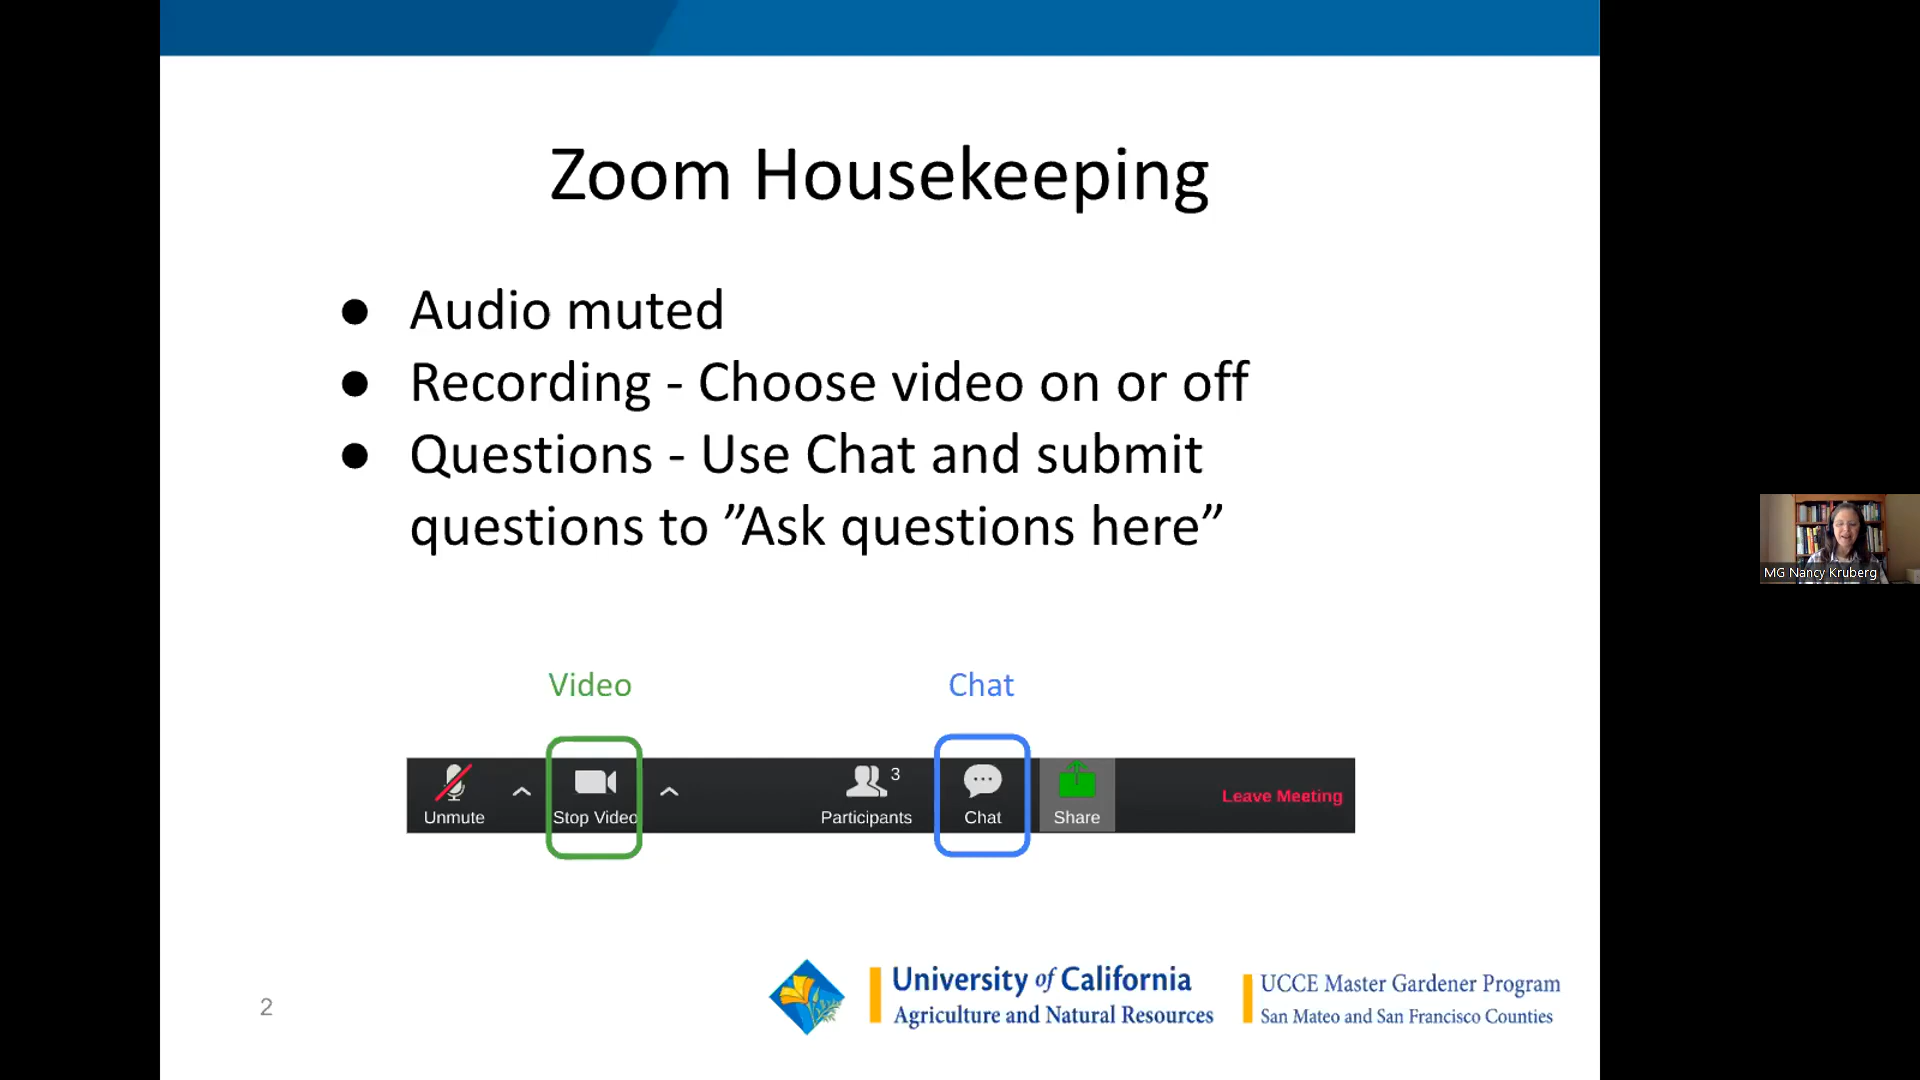 Zoom Housekeeping
● Audio muted
● Recording - Choose video on or off
● Questions - Use Chat and submit
questions to ”Ask questions here”
MG Nancy Kruberg
Video
Chat
Unmute
Stop Video
Participants
3
Chat
Share
Leave Meeting
2
University of California
Agriculture and Natural Resources
UCCE Master Gardener Program
San Mateo and San Francisco Counties